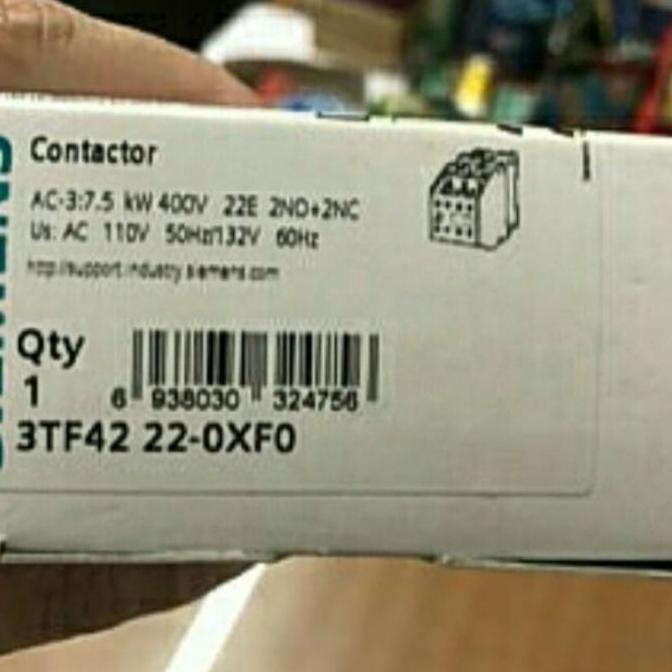 SIEMENS
Contactor
AC-3:7.5 kW 400V 22E 2NO+2NC
Us: AC 110V 50Hz/132V 60Hz
http://support.industry.siemens.com
Qty
1
6 938030 324756
3TF42 22-0XF0